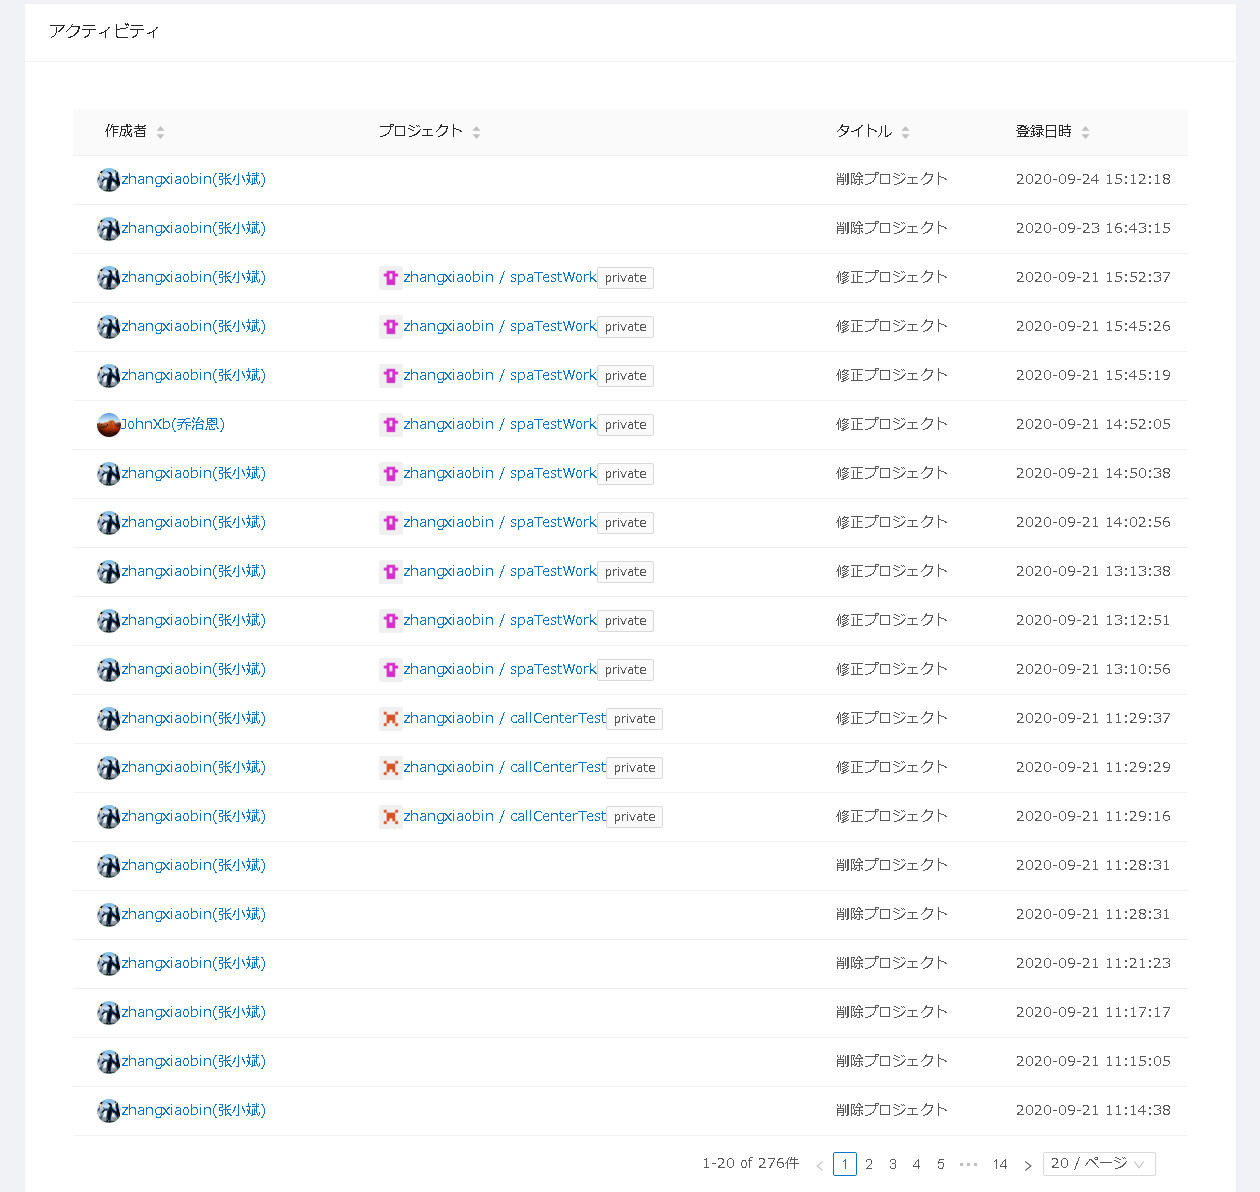 アクティビティ
作成者 プロジェクト タイトル 登録日時
zhangxiaobin(张小斌) 削除プロジェクト 2020-09-24 15:12:18
zhangxiaobin(张小斌) 削除プロジェクト 2020-09-23 16:43:15
zhangxiaobin(张小斌) zhangxiaobin / spaTestWork private 修正プロジェクト 2020-09-21 15:52:37
zhangxiaobin(张小斌) zhangxiaobin / spaTestWork private 修正プロジェクト 2020-09-21 15:45:26
zhangxiaobin(张小斌) zhangxiaobin / spaTestWork private 修正プロジェクト 2020-09-21 15:45:19
JohnXb(乔治恩) zhangxiaobin / spaTestWork private 修正プロジェクト 2020-09-21 14:52:05
zhangxiaobin(张小斌) zhangxiaobin / spaTestWork private 修正プロジェクト 2020-09-21 14:50:38
zhangxiaobin(张小斌) zhangxiaobin / spaTestWork private 修正プロジェクト 2020-09-21 14:02:56
zhangxiaobin(张小斌) zhangxiaobin / spaTestWork private 修正プロジェクト 2020-09-21 13:13:38
zhangxiaobin(张小斌) zhangxiaobin / spaTestWork private 修正プロジェクト 2020-09-21 13:12:51
zhangxiaobin(张小斌) zhangxiaobin / spaTestWork private 修正プロジェクト 2020-09-21 13:10:56
zhangxiaobin(张小斌) zhangxiaobin / callCenterTest private 修正プロジェクト 2020-09-21 11:29:37
zhangxiaobin(张小斌) zhangxiaobin / callCenterTest private 修正プロジェクト 2020-09-21 11:29:29
zhangxiaobin(张小斌) zhangxiaobin / callCenterTest private 修正プロジェクト 2020-09-21 11:29:16
zhangxiaobin(张小斌) 削除プロジェクト 2020-09-21 11:28:31
zhangxiaobin(张小斌) 削除プロジェクト 2020-09-21 11:28:31
zhangxiaobin(张小斌) 削除プロジェクト 2020-09-21 11:21:23
zhangxiaobin(张小斌) 削除プロジェクト 2020-09-21 11:17:17
zhangxiaobin(张小斌) 削除プロジェクト 2020-09-21 11:15:05
zhangxiaobin(张小斌) 削除プロジェクト 2020-09-21 11:14:38
1-20 of 276件 < 1 2 3 4 5 ••• 14 > 20 / ページ